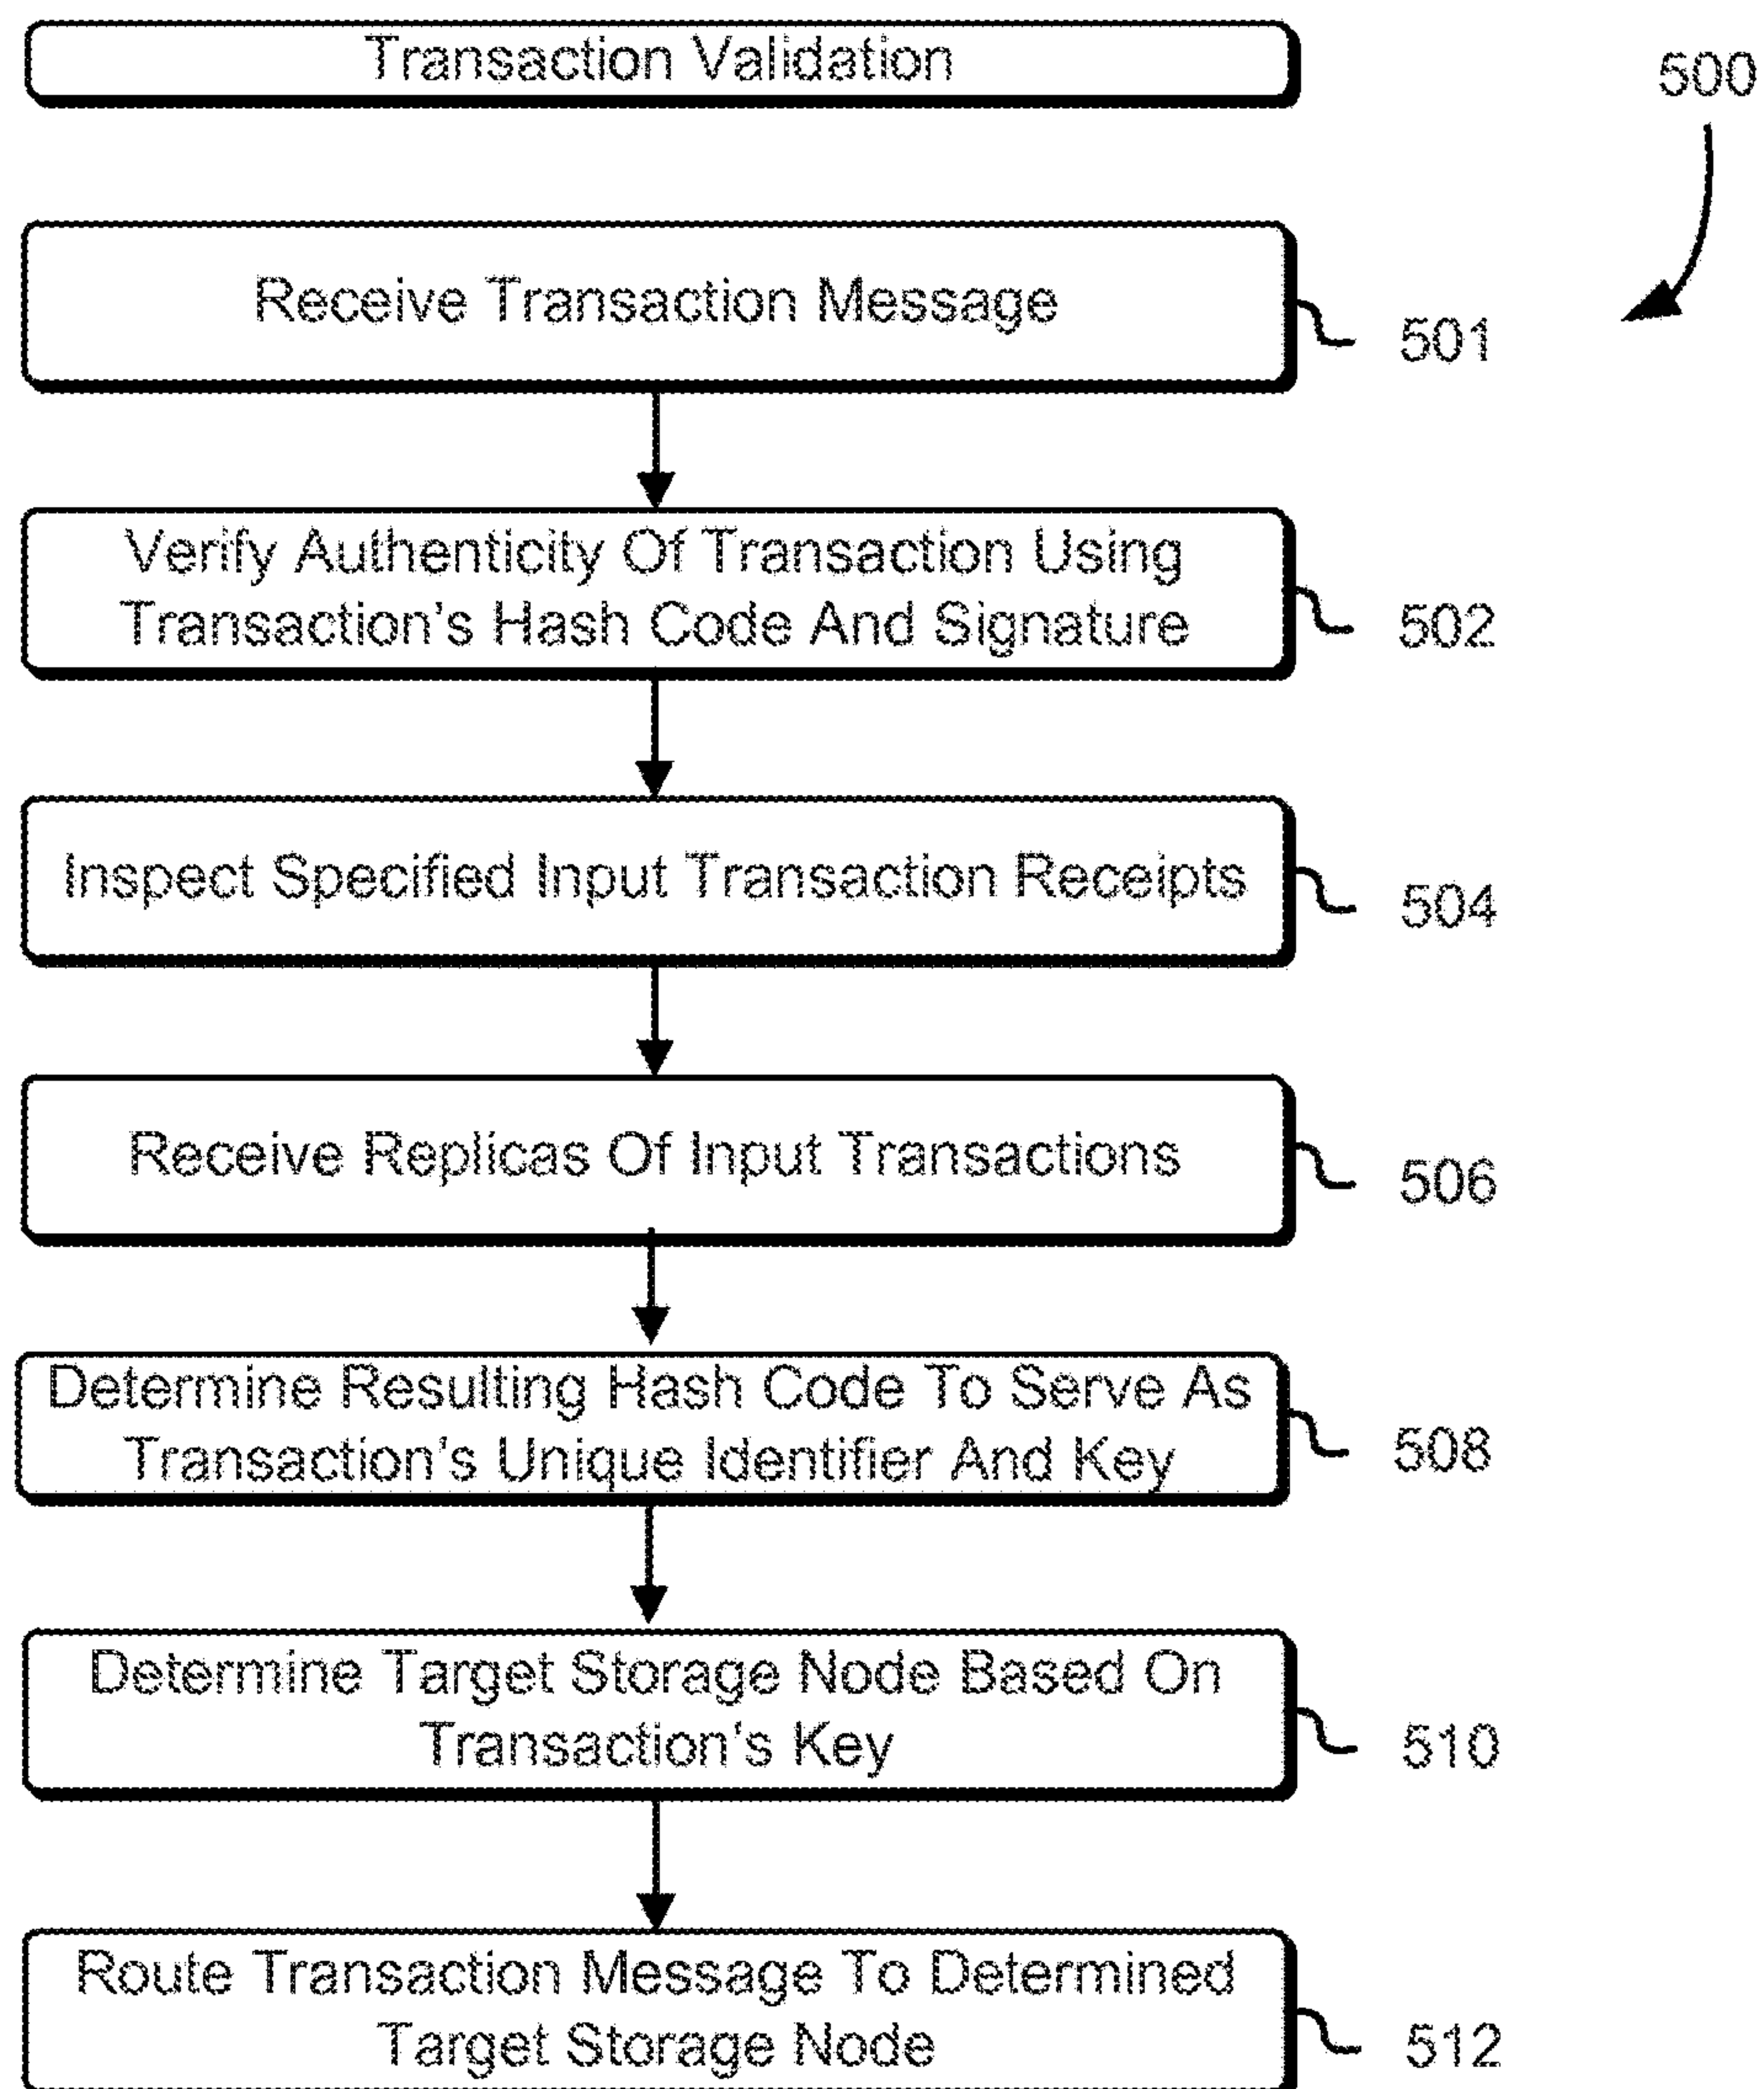 Transaction Validation
500
Receive Transaction Message
501
Verify Authenticity Of Transaction Using
Transaction's Hash Code And Signature
502
Inspect Specified Input Transaction Receipts
504
Receive Replicas Of Input Transactions
506
Determine Resulting Hash Code To Serve As
Transaction's Unique Identifier And Key
508
Determine Target Storage Node Based On
Transaction's Key
510
Route Transaction Message To Determined
Target Storage Node
512